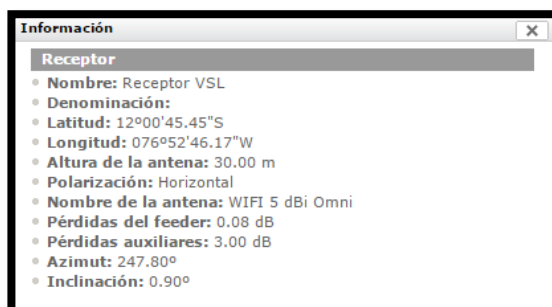 Información
Receptor
Nombre: Receptor VSL
Denominación:
Latitud: 12º00'45.45"S
Longitud: 076º52'46.17"W
Altura de la antena: 30.00 m
Polarización: Horizontal
Nombre de la antena: WIFI 5 dBi Omni
Pérdidas del feeder: 0.08 dB
Pérdidas auxiliares: 3.00 dB
Azimut: 247.80º
Inclinación: 0.90º